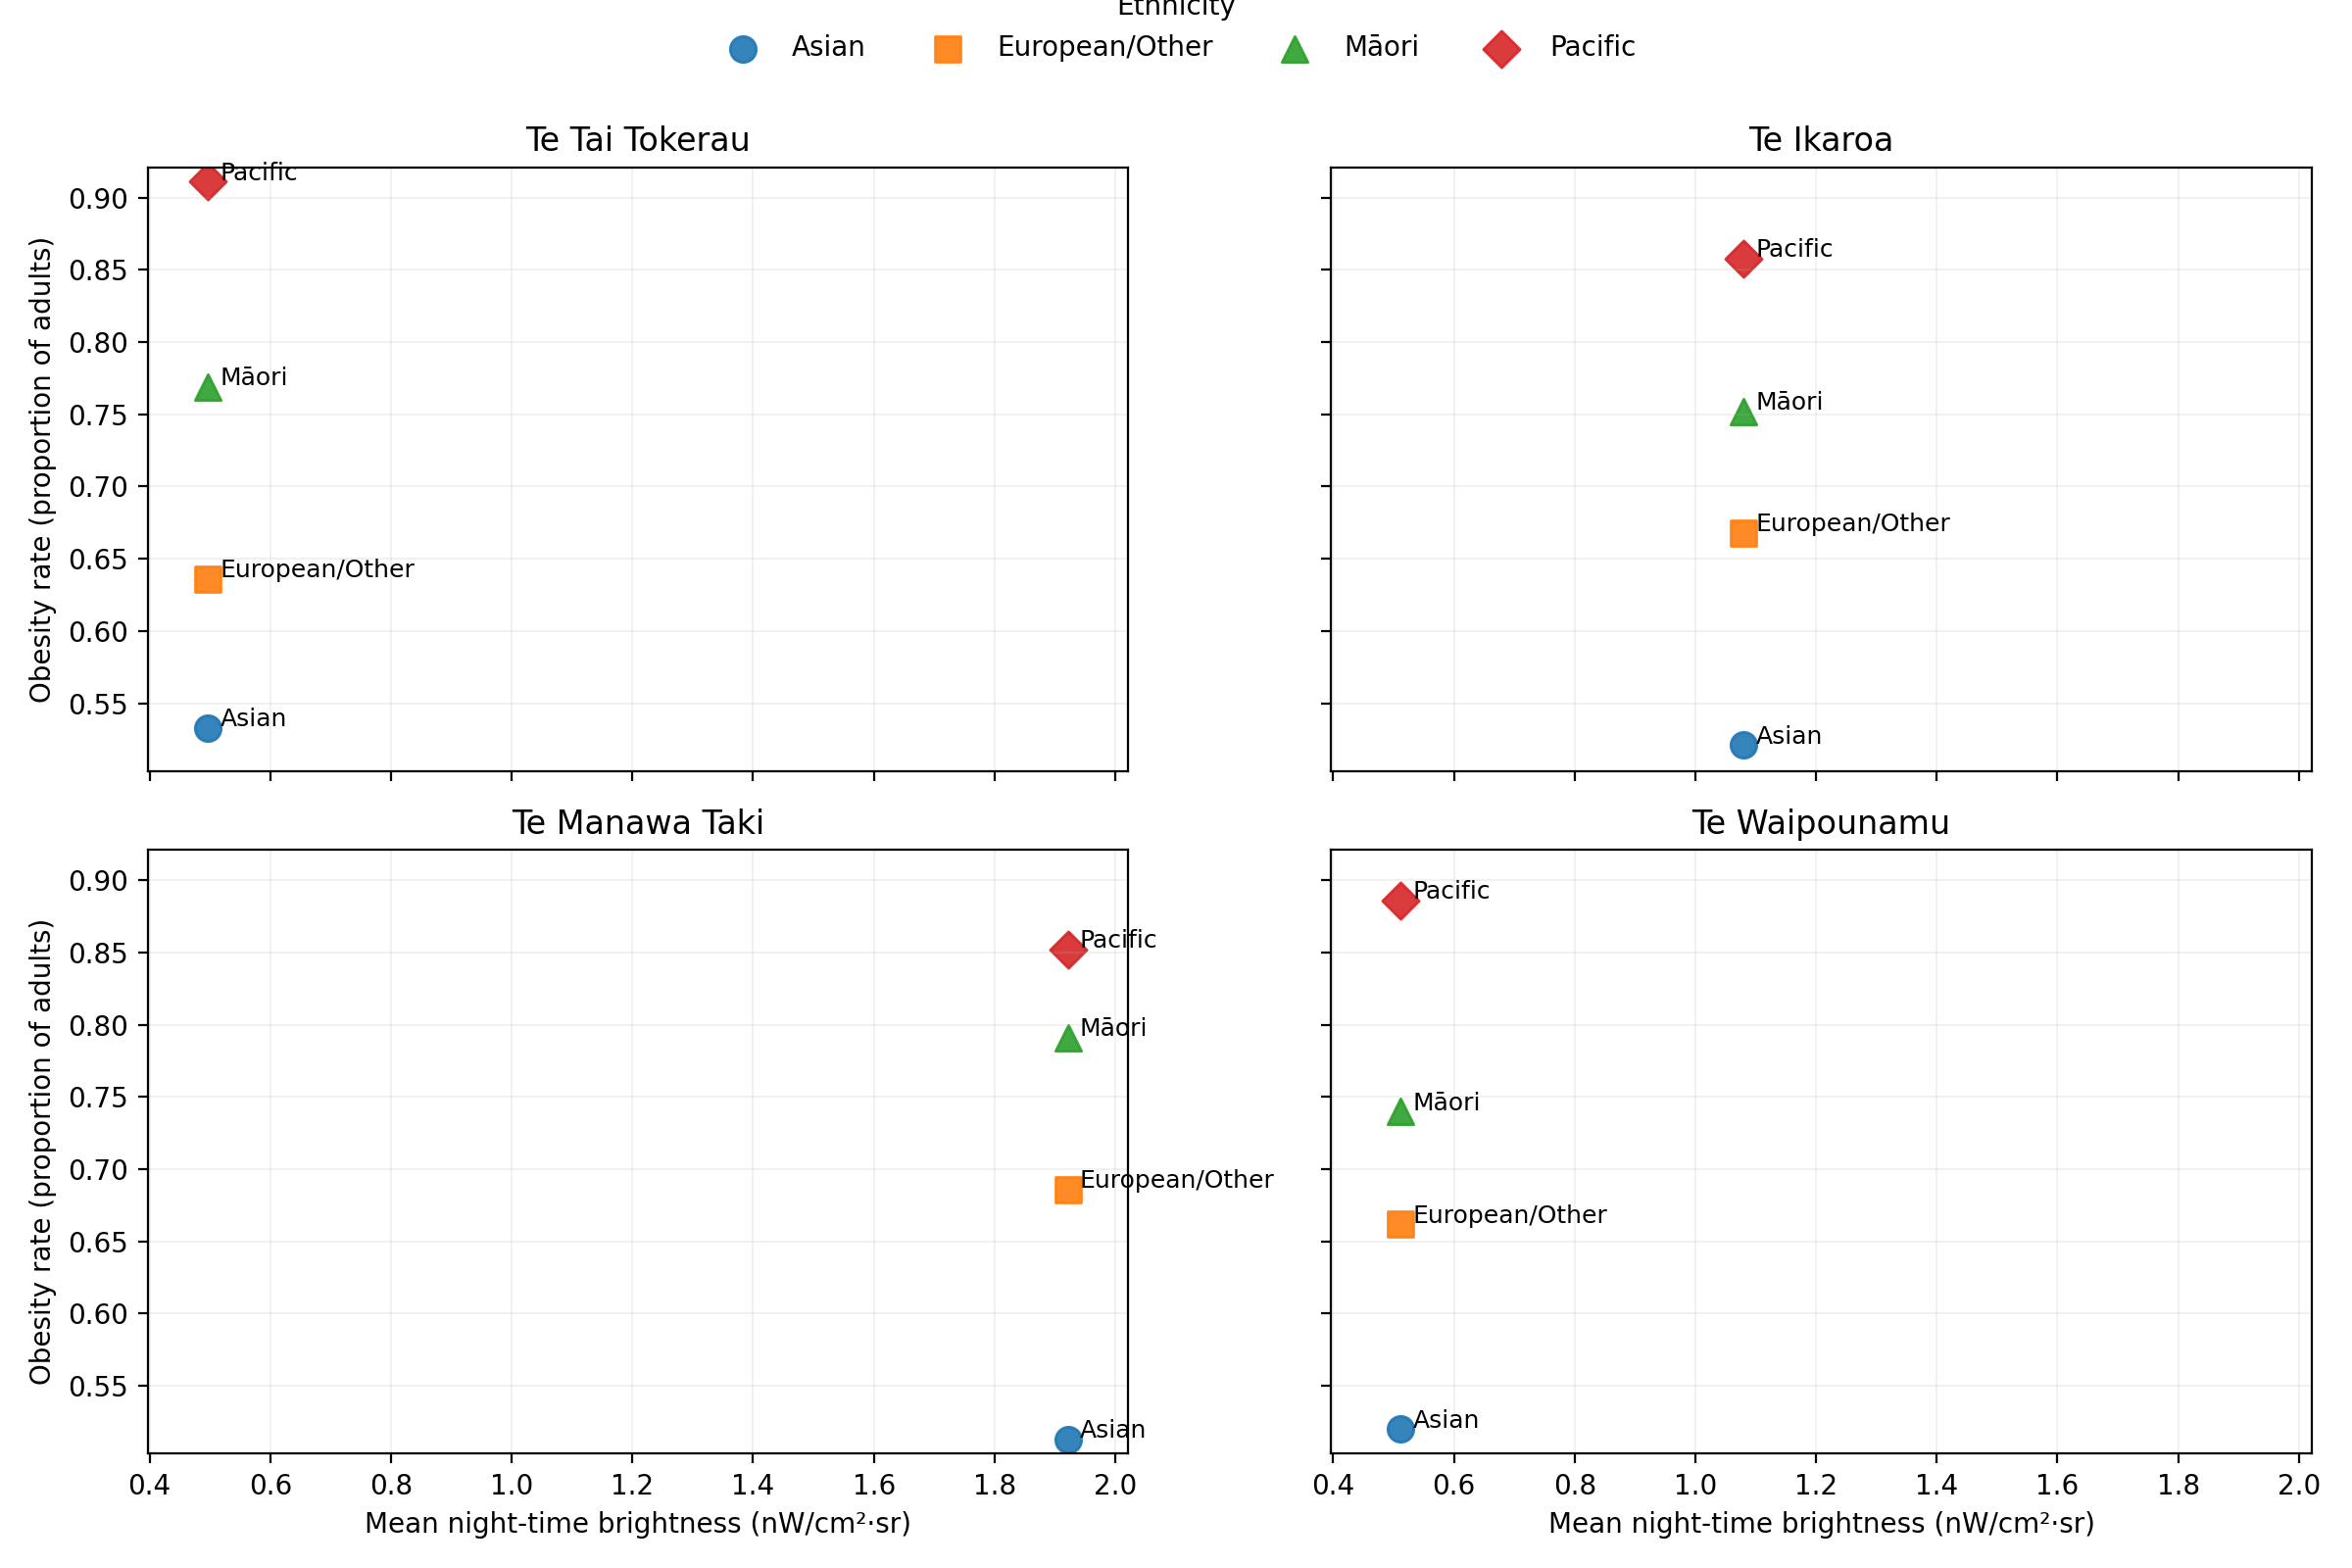 Ethnicity
Asian European/Other Māori Pacific
Te Tai Tokerau
Obesity rate (proportion of adults)
0.90
0.85
0.80
0.75
0.70
0.65
0.60
0.55
Pacific
Māori
European/Other
Asian
Te Ikaroa
Pacific
Māori
European/Other
Asian
Te Manawa Taki
Obesity rate (proportion of adults)
0.90
0.85
0.80
0.75
0.70
0.65
0.60
0.55
Pacific
Māori
European/Other
Asian
0.4 0.6 0.8 1.0 1.2 1.4 1.6 1.8 2.0
Mean night-time brightness (nW/cm²·sr)
Te Waipounamu
Pacific
Māori
European/Other
Asian
0.4 0.6 0.8 1.0 1.2 1.4 1.6 1.8 2.0
Mean night-time brightness (nW/cm²·sr)